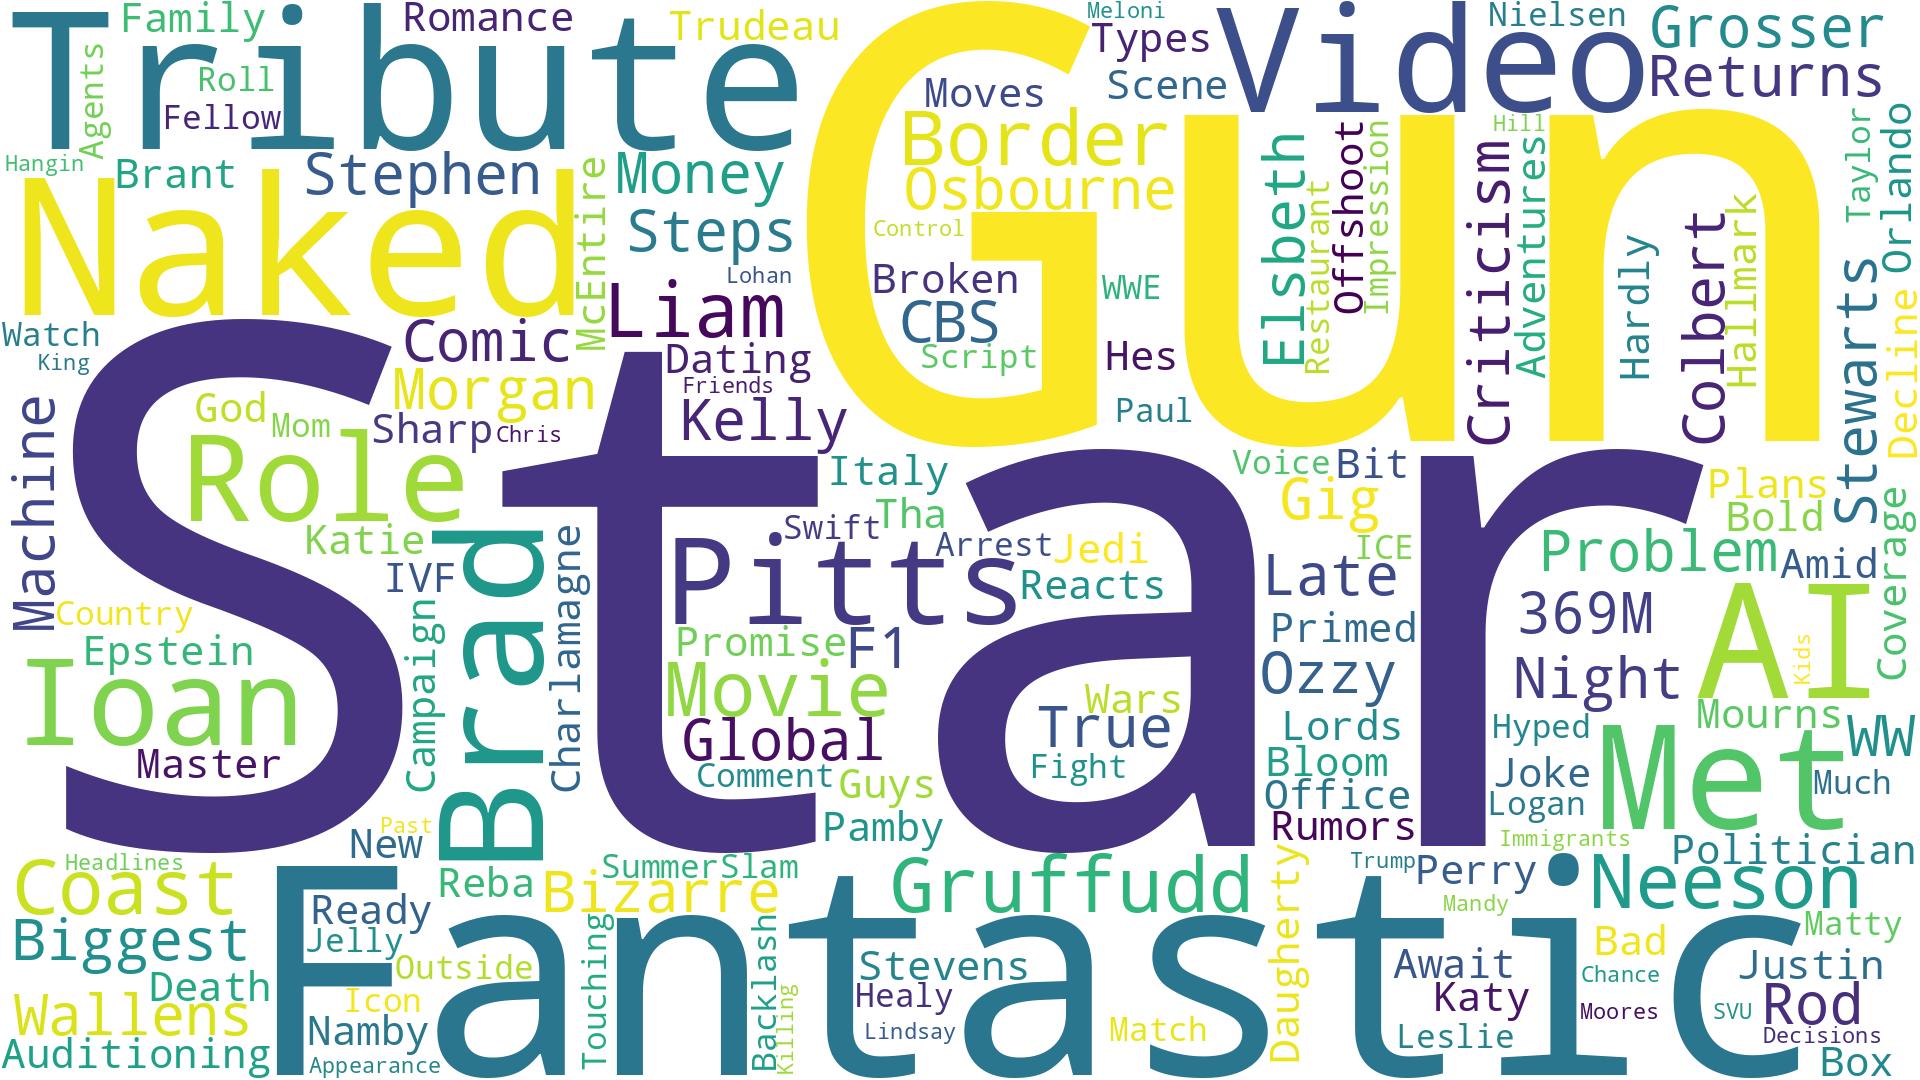 Tribute
Gun
Video
Star
Fantastic
Naked
Family
Romance
Trudeau
Meloni
Types
Nielsen
Grosser
Returns
Agents
Roll
Fellow
Moves
Scene
Hangin
Brant
Stephen
McEntire
Money
Border
Osbourne
Control
Steps
Lohan
Liam
Broken
WWE
CBS
Script
Hes
Paul
Elsbeth
Restaurant
Offshoot
Impression
Criticism
Hill
Adventures
Hardly
Colbert
Hallmark
Taylor
Orlando
Stewarts
Decline
Watch
King
Comic
Dating
Morgan
Friends
God
Mom
Sharp
Chris
Kelly
Machine
Role
Katie
Italy
Voice
Bit
Gig
Plans
Bold
Tha
Swift
Arrest
Jedi
ICE
Problem
Amid
Coverage
Brad
Pitts
Reacts
Late
IVF
Charlamagne
Campaign
Country
Epstein
Promise
F1
Primed
369M
AI
Kids
Ioan
Movie
Wars
Ozzy
Night
Mourns
Master
Global
True
Lords
Hyped
Met
WW
Comment
Guys
Fight
Bloom
Joke
Much
Office
Logan
Pamby
Rumors
Past
New
Immigrants
Politician
Headlines
Coast
SummerSlam
Reba
Bizarre
Gruffudd
Daugherty
Trump
Perry
Neeson
Ready
Mandy
Biggest
Jelly
Touching
Backlash
Matty
Bad
Outside
Stevens
Await
Chance
Justin
Death
Icon
Healy
Katy
Moores
SVU
Rod
Wallens
Namby
Killing
Lindsay
Match
Leslie
Decisions
Auditioning
Appearance
Box